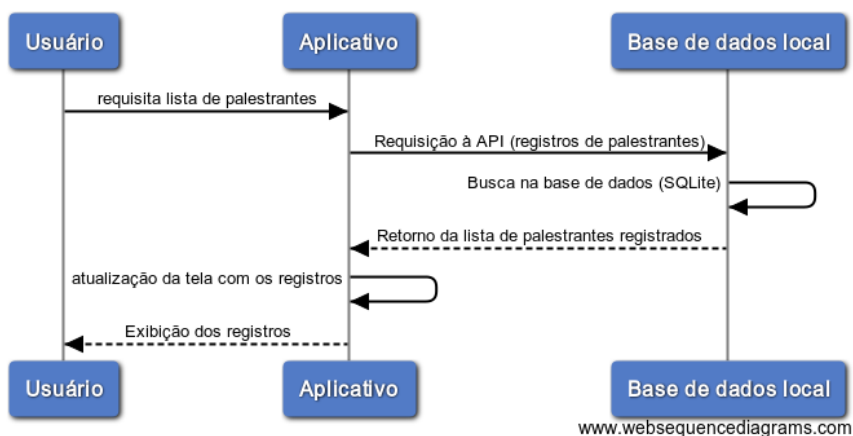 Usuário
Aplicativo
Base de dados local
requisita lista de palestrantes
Requisição à API (registros de palestrantes)
Busca na base de dados (SQLite)
Retorno da lista de palestrantes registrados
atualização da tela com os registros
Exibição dos registros
Usuário
Aplicativo
Base de dados local
www.websequencediagrams.com